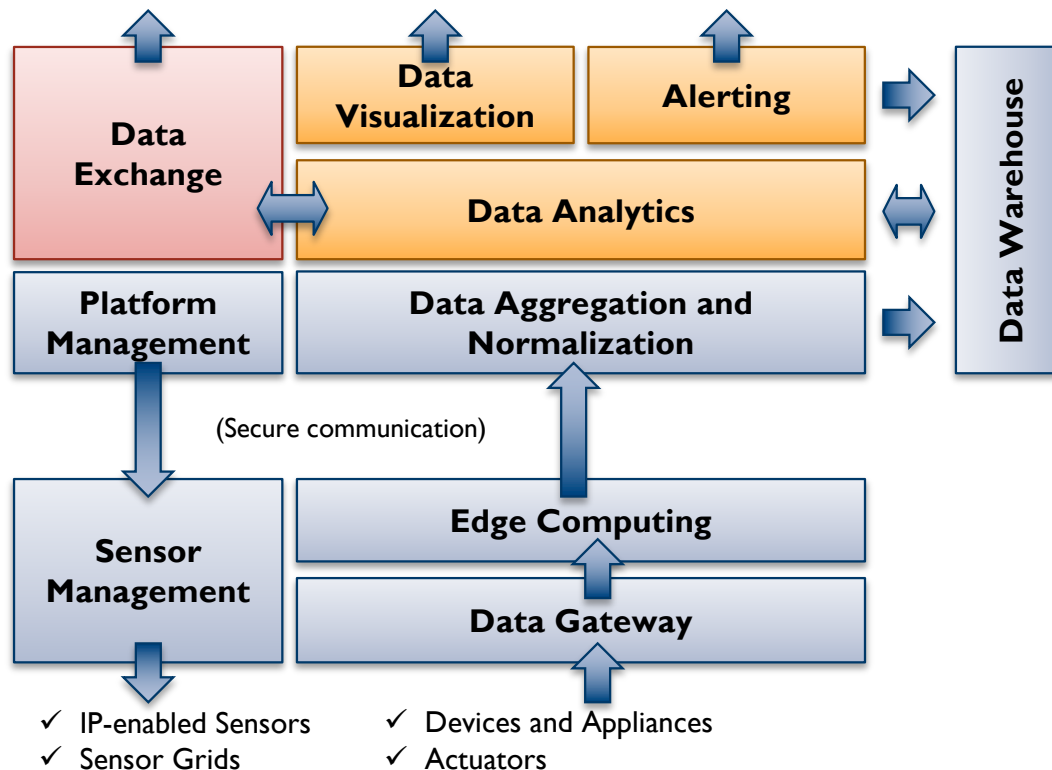 Data
Exchange
Data
Visualization
Alerting
Data Analytics
Data Warehouse
Platform
Management
Data Aggregation and
Normalization
(Secure communication)
Sensor
Management
Edge Computing
Data Gateway
✓ IP-enabled Sensors
✓ Sensor Grids
✓ Devices and Appliances
✓ Actuators